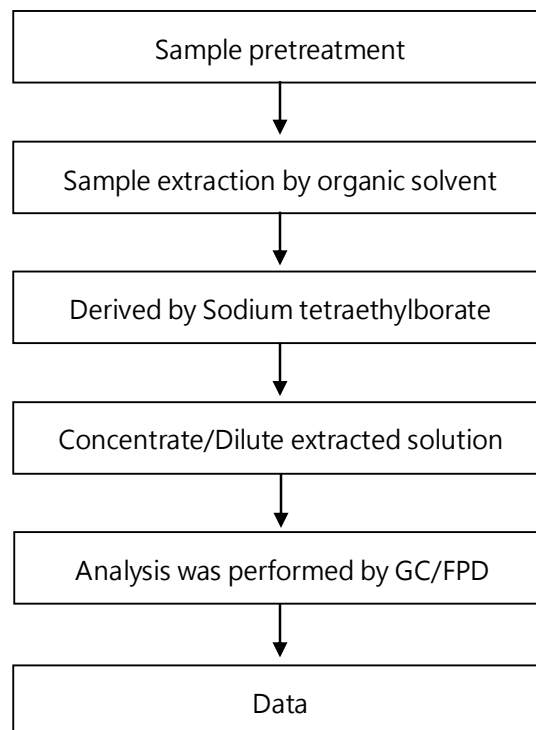 Sample pretreatment
Sample extraction by organic solvent
Derived by Sodium tetraethylborate
Concentrate/Dilute extracted solution
Analysis was performed by GC/FPD
Data